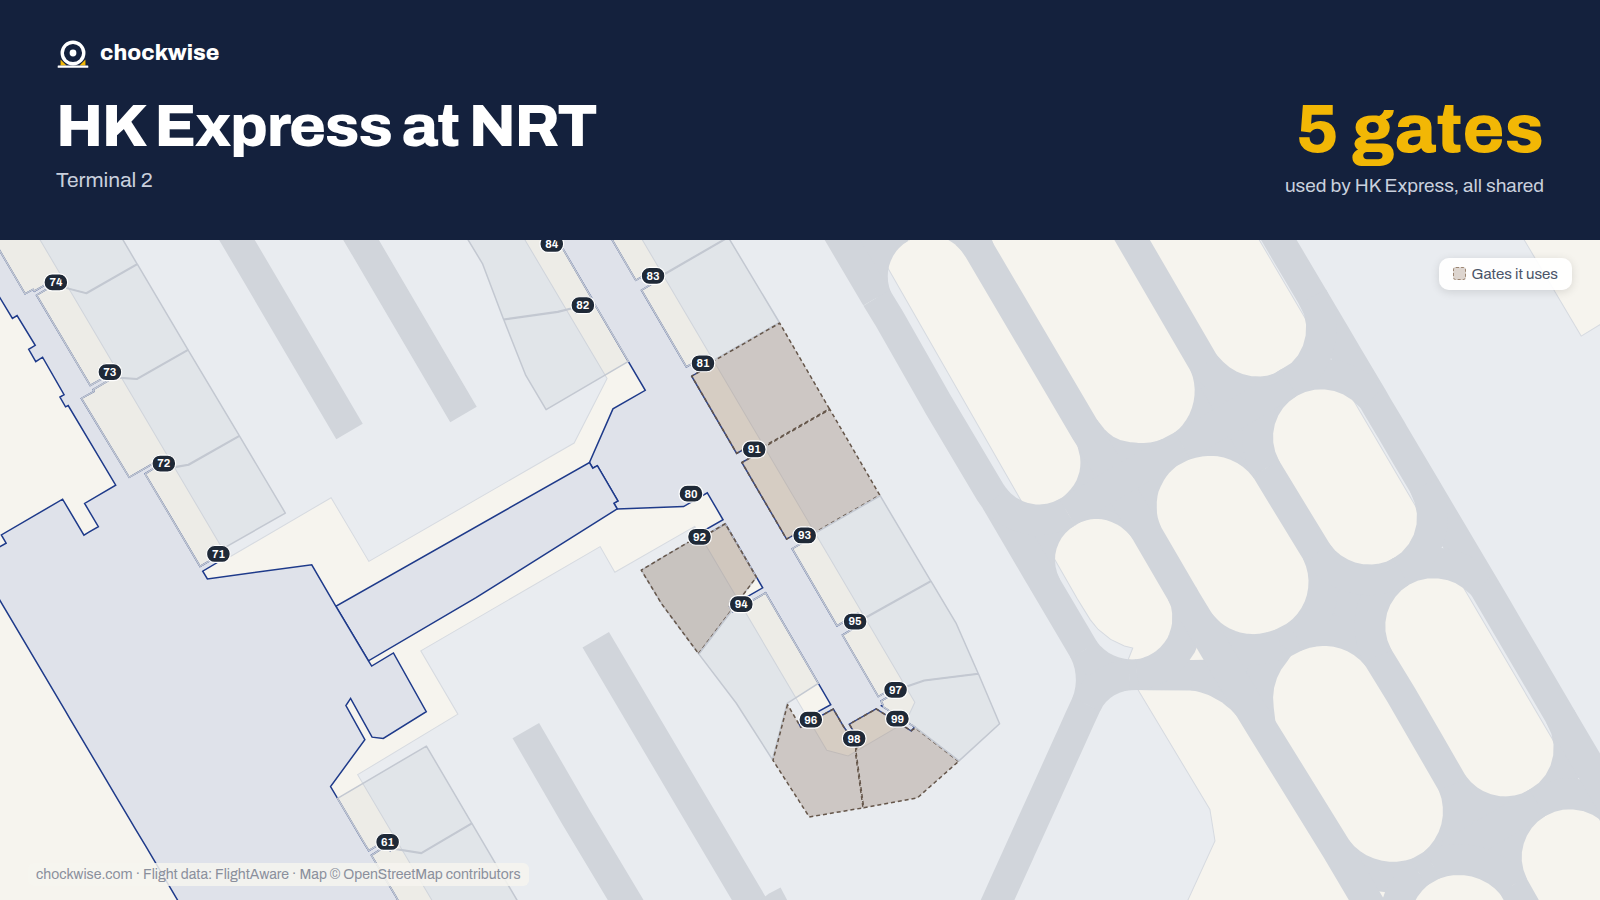 chockwise
HK Express at NRT
Terminal 2
5 gates
used by HK Express, all shared
Gates it uses
84
74
83
82
81
73
91
72
80
93
92
71
94
95
97
96
99
98
61
chockwise.com · Flight data: FlightAware · Map © OpenStreetMap contributors